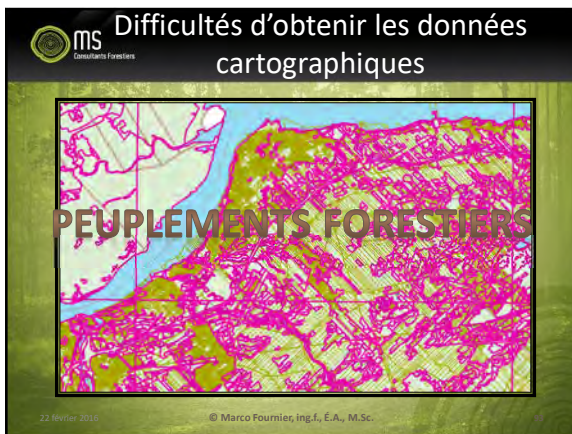 Difficultés d'obtenir les données
MS
Consultants Forestiers
cartographiques
PEUPLEMENTS FORESTIERS
22 février 2016
© Marco Fournier, ing.f., É.A., M.Sc.